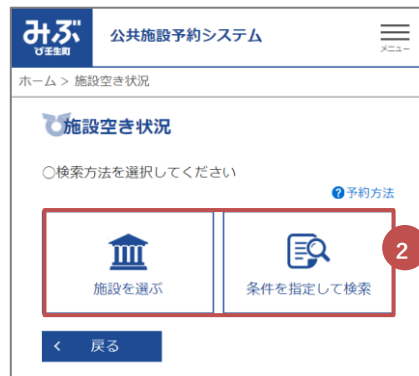 みぶ
び壬生町
公共施設予約システム
メニュー
ホーム > 施設空き状況
施設空き状況
○検索方法を選択してください
?予約方法
施設を選ぶ
条件を指定して検索
2
< 戻る